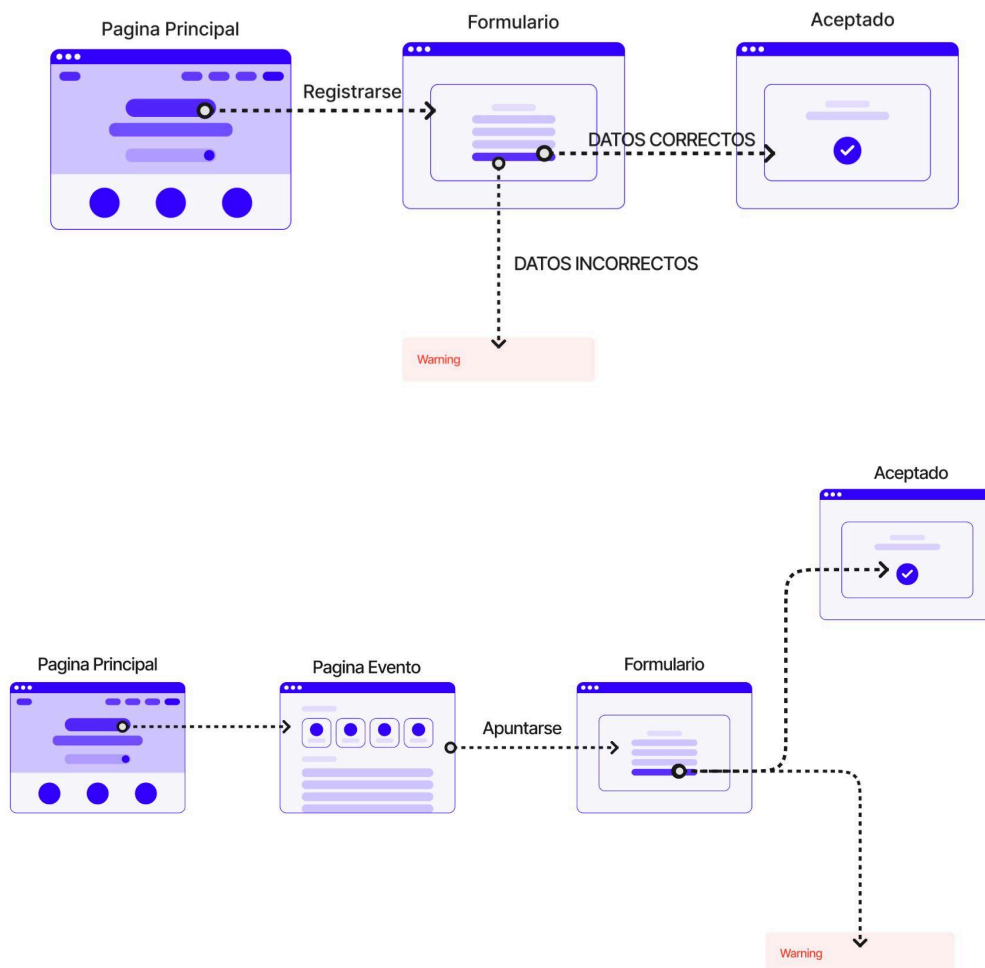 Pagina Principal
Formulario
Aceptado
Registrarse
DATOS CORRECTOS
DATOS INCORRECTOS
Warning
Aceptado
Pagina Principal
Pagina Evento
Formulario
Apuntarse
Warning